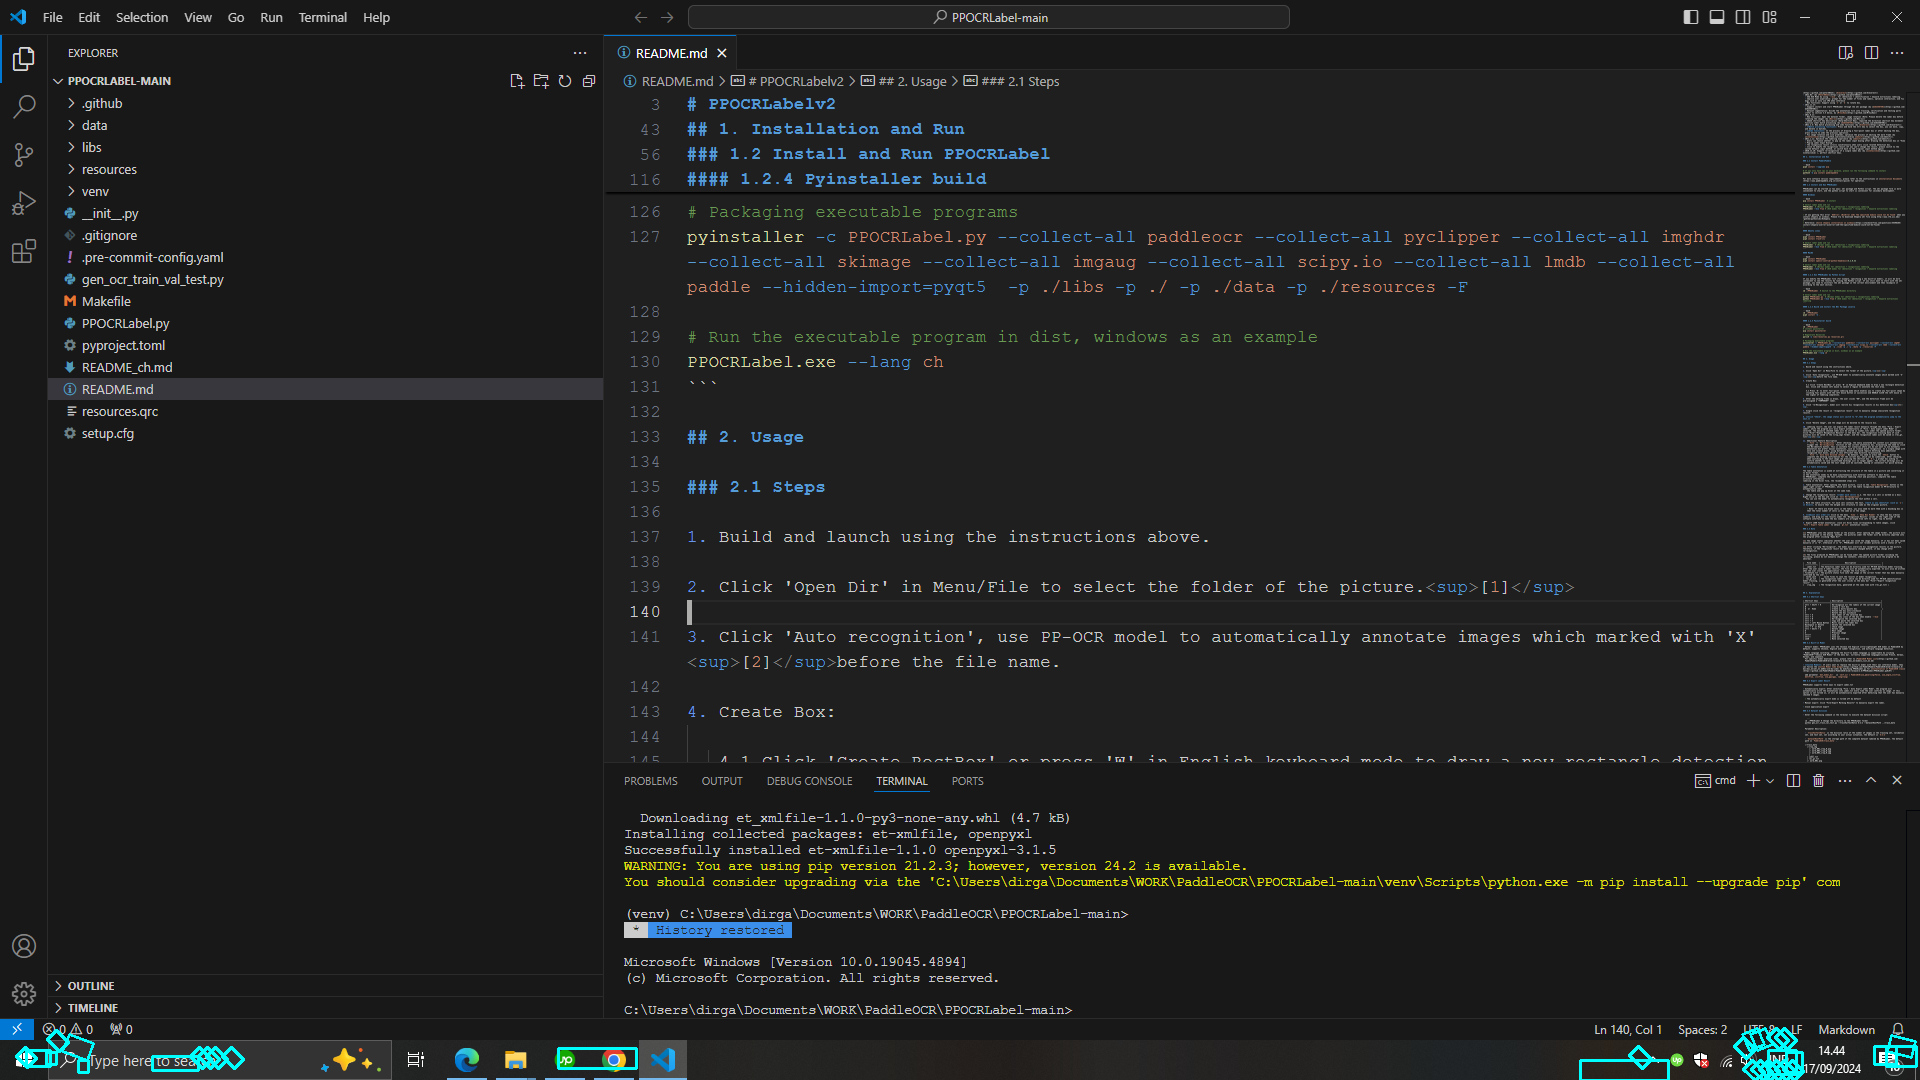 File Edit Selection View Go Run Terminal Help
PPOCRLabel-main
EXPLORER
PPOCRLABEL-MAIN
.github
data
libs
resources
venv
__init__.py
.gitignore
.pre-commit-config.yaml
gen_ocr_train_val_test.py
Makefile
PPOCRLabel.py
pyproject.toml
README_ch.md
README.md
resources.qrc
setup.cfg
OUTLINE
TIMELINE
README.md
README.md > # PPOCRLabelv2 > ## 2. Usage > ### 2.1 Steps
3 # PPOCRLabelv2
43 ## 1. Installation and Run
56 ### 1.2 Install and Run PPOCRLabel
116 #### 1.2.4 Pyinstaller build
126 # Packaging executable programs
127 pyinstaller -c PPOCRLabel.py --collect-all paddleocr --collect-all pyclipper --collect-all imghdr
--collect-all skimage --collect-all imgaug --collect-all scipy.io --collect-all lmdb --collect-all
paddle --hidden-import=pyqt5  -p ./libs -p ./ -p ./data -p ./resources -F
128
129 # Run the executable program in dist, windows as an example
130 PPOCRLabel.exe --lang ch
131 ```
132
133 ## 2. Usage
134
135 ### 2.1 Steps
136
137 1. Build and launch using the instructions above.
138
139 2. Click 'Open Dir' in Menu/File to select the folder of the picture.<sup>[1]</sup>
140
141 3. Click 'Auto recognition', use PP-OCR model to automatically annotate images which marked with 'X'
<sup>[2]</sup>before the file name.
142
143 4. Create Box:
144
145 4.1 Click 'Create RectBox' or press 'W' in English keyboard mode to draw a new rectangle detection
PROBLEMS OUTPUT DEBUG CONSOLE TERMINAL PORTS
cmd
Downloading et_xmlfile-1.1.0-py3-none-any.whl (4.7 kB)
Installing collected packages: et-xmlfile, openpyxl
Successfully installed et-xmlfile-1.1.0 openpyxl-3.1.5
WARNING: You are using pip version 21.2.3; however, version 24.2 is available.
You should consider upgrading via the 'C:\Users\dirga\Documents\WORK\PaddleOCR\PPOCRLabel-main\venv\Scripts\python.exe -m pip install --upgrade pip' com
(venv) C:\Users\dirga\Documents\WORK\PaddleOCR\PPOCRLabel-main>
* History restored
Microsoft Windows [Version 10.0.19045.4894]
(c) Microsoft Corporation. All rights reserved.
C:\Users\dirga\Documents\WORK\PaddleOCR\PPOCRLabel-main>
0 0 0
Ln 140, Col 1 Spaces: 2 LF Markdown
Type here to
14.44
17/09/2024